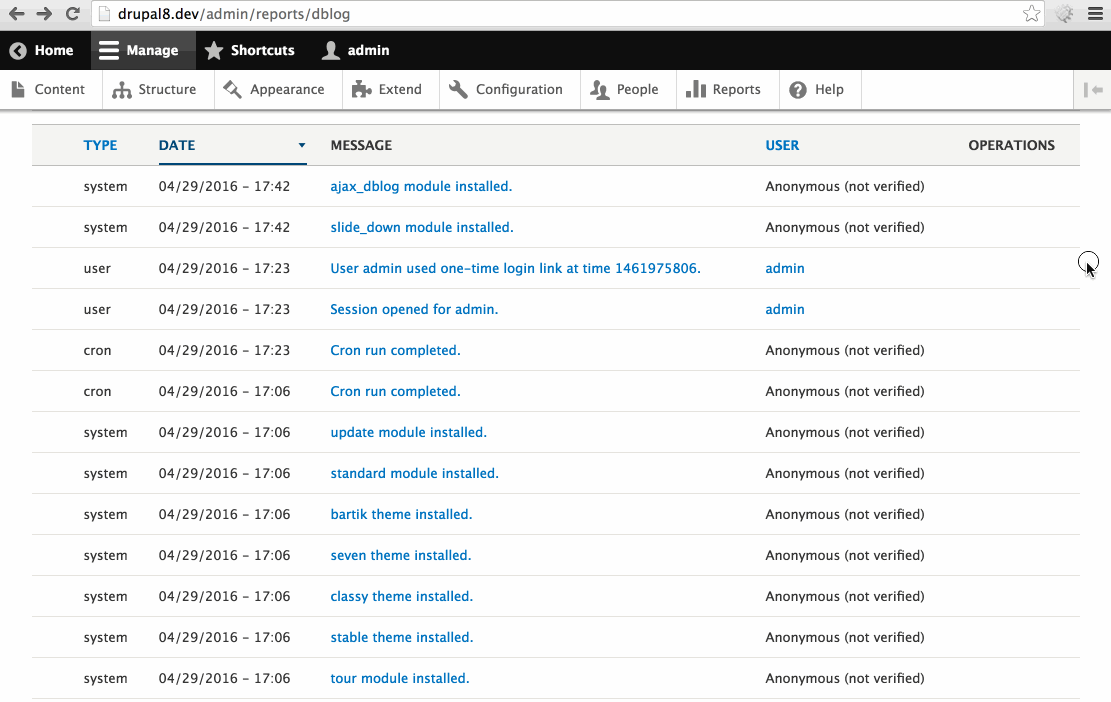 drupal8.dev/admin/reports/dblog
Home Manage Shortcuts admin
Content Structure Appearance Extend Configuration People Reports Help
TYPE DATE MESSAGE USER OPERATIONS
system 04/29/2016 - 17:42 ajax_dblog module installed. Anonymous (not verified)
system 04/29/2016 - 17:42 slide_down module installed. Anonymous (not verified)
user 04/29/2016 - 17:23 User admin used one-time login link at time 1461975806. admin
user 04/29/2016 - 17:23 Session opened for admin. admin
cron 04/29/2016 - 17:23 Cron run completed. Anonymous (not verified)
cron 04/29/2016 - 17:06 Cron run completed. Anonymous (not verified)
system 04/29/2016 - 17:06 update module installed. Anonymous (not verified)
system 04/29/2016 - 17:06 standard module installed. Anonymous (not verified)
system 04/29/2016 - 17:06 bartik theme installed. Anonymous (not verified)
system 04/29/2016 - 17:06 seven theme installed. Anonymous (not verified)
system 04/29/2016 - 17:06 classy theme installed. Anonymous (not verified)
system 04/29/2016 - 17:06 stable theme installed. Anonymous (not verified)
system 04/29/2016 - 17:06 tour module installed. Anonymous (not verified)